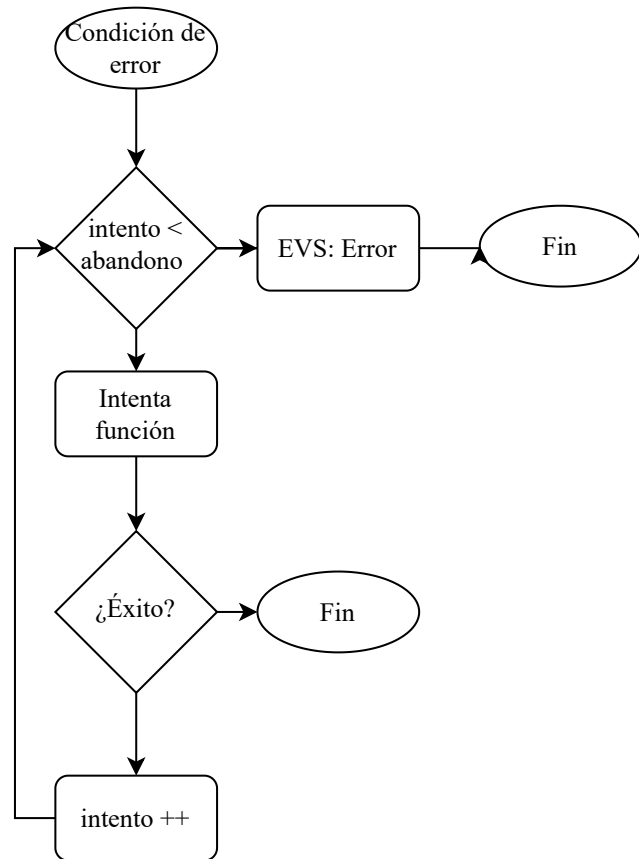 Condición de
error
intento <
abandono
EVS: Error
Fin
Intenta
función
¿Éxito?
Fin
intento ++